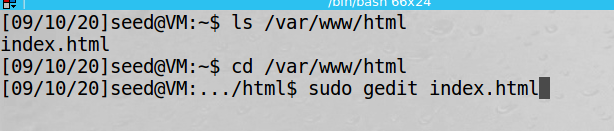 /bin/bash 66x24
[09/10/20]seed@VM:~$ ls /var/www/html
index.html
[09/10/20]seed@VM:~$ cd /var/www/html
[09/10/20]seed@VM:.../html$ sudo gedit index.html